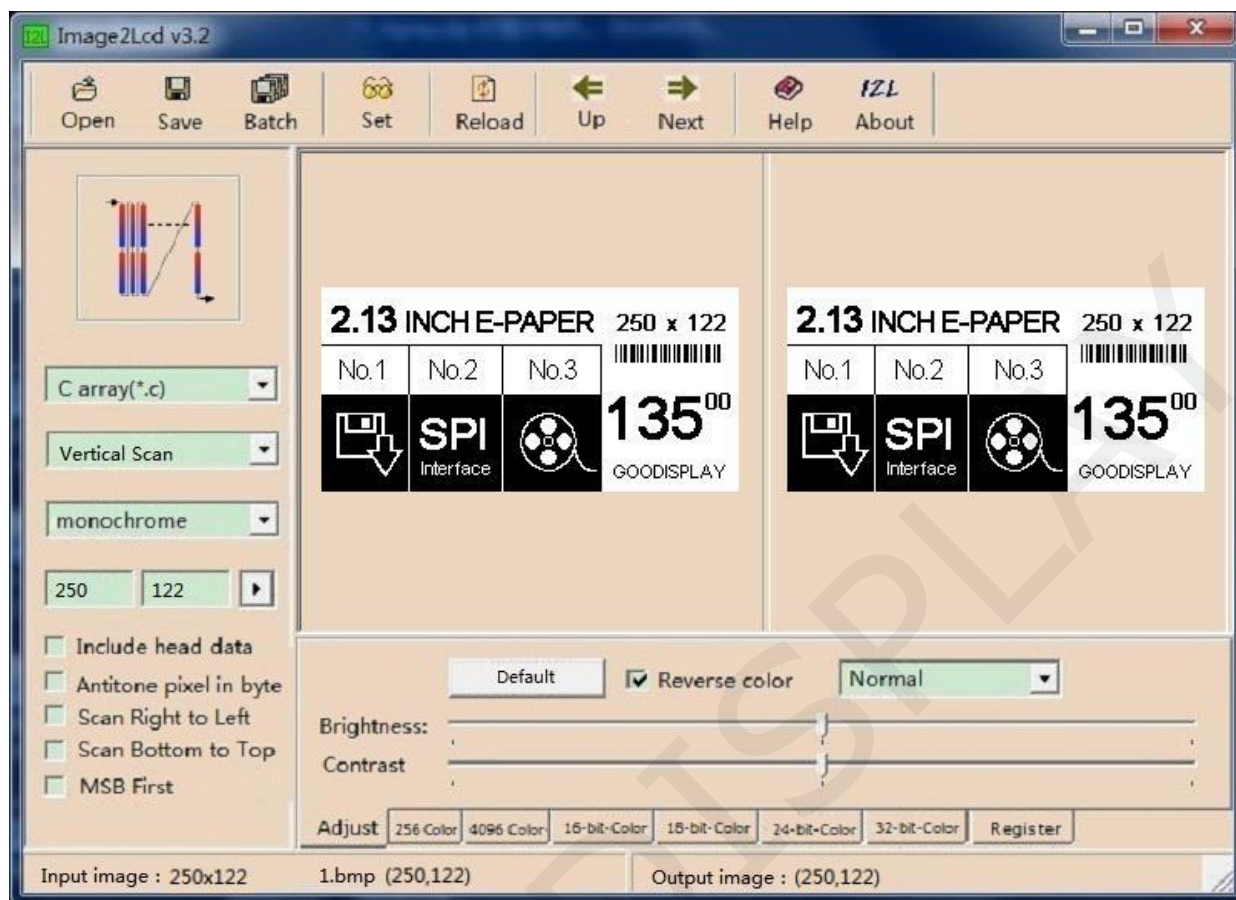 I2L Image2Lcd v3.2
Open Save Batch Set Reload Up Next Help About
I2L
C array(*.c)
Vertical Scan
monochrome
250 122
Include head data
Antitone pixel in byte
Scan Right to Left
Scan Bottom to Top
MSB First
2.13 INCH E-PAPER 250 x 122
No.1 No.2 No.3
13500
SPI
Interface
GOODISPLAY
2.13 INCH E-PAPER 250 x 122
No.1 No.2 No.3
13500
SPI
Interface
GOODISPLAY
Default Reverse color Normal
Brightness:
Contrast
Adjust 256 Color 4096 Color 16-bit-Color 18-bit-Color 24-bit-Color 32-bit-Color Register
Input image : 250x122 1.bmp (250,122) Output image : (250,122)
DISPLAY